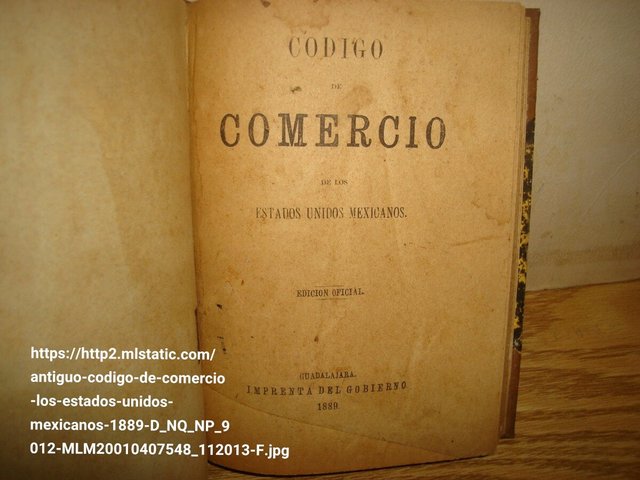 CODIGO
DE
COMERCIO
DE LOS
ESTADOS UNIDOS MEXICANOS.
EDICION OFICIAL.
GUADALAJARA.
IMPRENTA DEL GOBIERNO
1889
https://http2.mlstatic.com/
antiguo-codigo-de-comercio
-los-estados-unidos-
mexicanos-1889-D_NQ_NP_9
012-MLM20010407548_112013-F.jpg